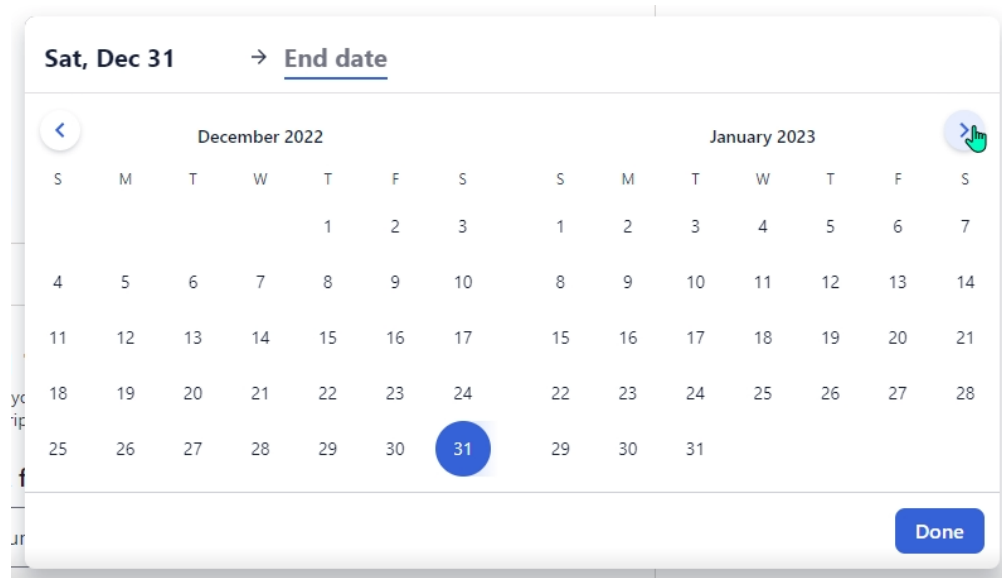 Sat, Dec 31 → End date
December 2022
S M T W T F S
1 2 3
4 5 6 7 8 9 10
11 12 13 14 15 16 17
18 19 20 21 22 23 24
25 26 27 28 29 30 31
January 2023
S M T W T F S
1 2 3 4 5 6 7
8 9 10 11 12 13 14
15 16 17 18 19 20 21
22 23 24 25 26 27 28
29 30 31
Done